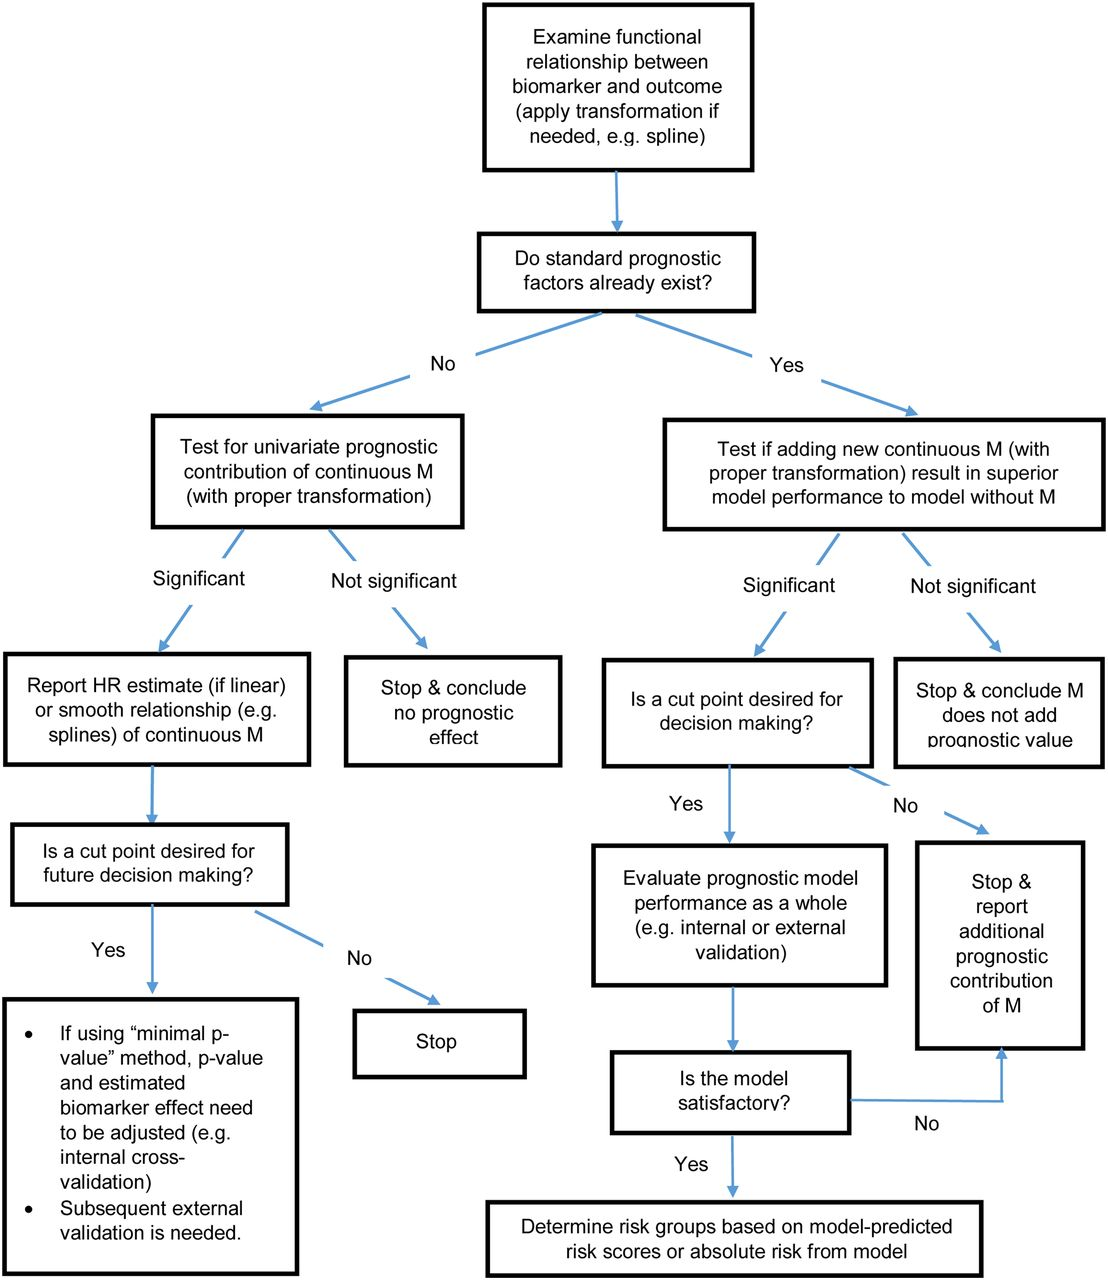 Examine functional
relationship between
biomarker and outcome
(apply transformation if
needed, e.g. spline)
Do standard prognostic
factors already exist?
No
Yes
Test for univariate prognostic
contribution of continuous M
(with proper transformation)
Test if adding new continuous M (with
proper transformation) result in superior
model performance to model without M
Significant
Not significant
Significant
Not significant
Report HR estimate (if linear)
or smooth relationship (e.g.
splines) of continuous M
Stop & conclude
no prognostic
effect
Is a cut point desired for
decision making?
Stop & conclude M
does not add
prognostic value
Yes
No
Is a cut point desired for
future decision making?
Evaluate prognostic model
performance as a whole
(e.g. internal or external
validation)
Stop &
report
additional
prognostic
contribution
of M
Yes
No
If using “minimal p-
value” method, p-value
and estimated
biomarker effect need
to be adjusted (e.g.
internal cross-
validation)
Subsequent external
validation is needed.
Stop
Is the model
satisfactory?
No
Yes
Determine risk groups based on model-predicted
risk scores or absolute risk from model